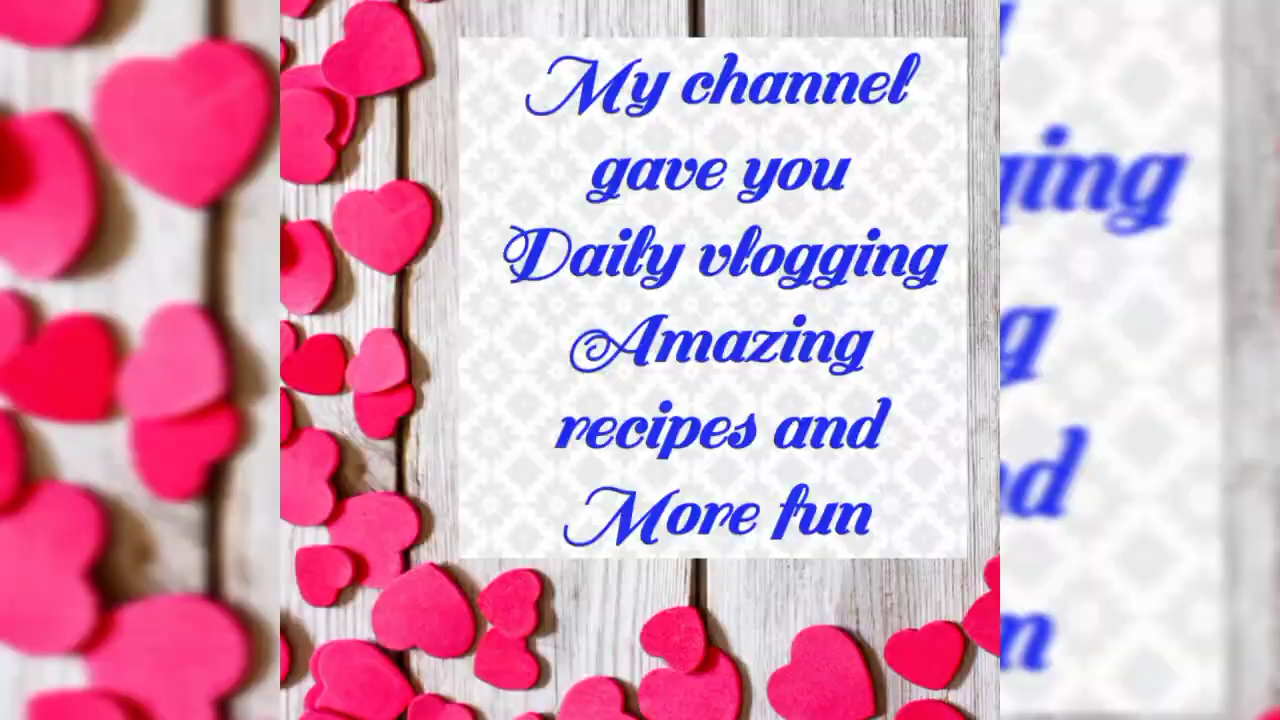 My channel
gave you
Daily vlogging
Amazing
recipes and
More fun